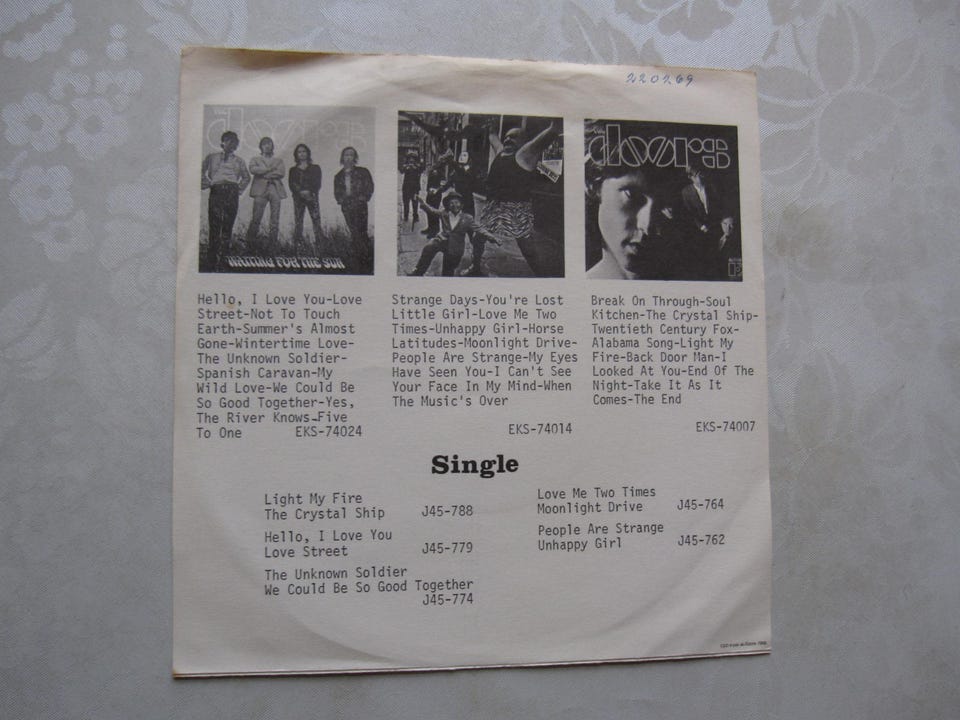 220269
THE
doors
WAITING FOR THE SUN
THE
doors
Hello, I Love You-Love
Street-Not To Touch
Earth-Summer's Almost
Gone-Wintertime Love-
The Unknown Soldier-
Spanish Caravan-My
Wild Love-We Could Be
So Good Together-Yes,
The River Knows-Five
To One EKS-74024
Strange Days-You're Lost
Little Girl-Love Me Two
Times-Unhappy Girl-Horse
Latitudes-Moonlight Drive-
People Are Strange-My Eyes
Have Seen You-I Can't See
Your Face In My Mind-When
The Music's Over
EKS-74014
Break On Through-Soul
Kitchen-The Crystal Ship-
Twentieth Century Fox-
Alabama Song-Light My
Fire-Back Door Man-I
Looked At You-End Of The
Night-Take It As It
Comes-The End
EKS-74007
Single
Light My Fire
The Crystal Ship J45-788
Hello, I Love You
Love Street J45-779
The Unknown Soldier
We Could Be So Good Together
J45-774
Love Me Two Times
Moonlight Drive J45-764
People Are Strange
Unhappy Girl J45-762